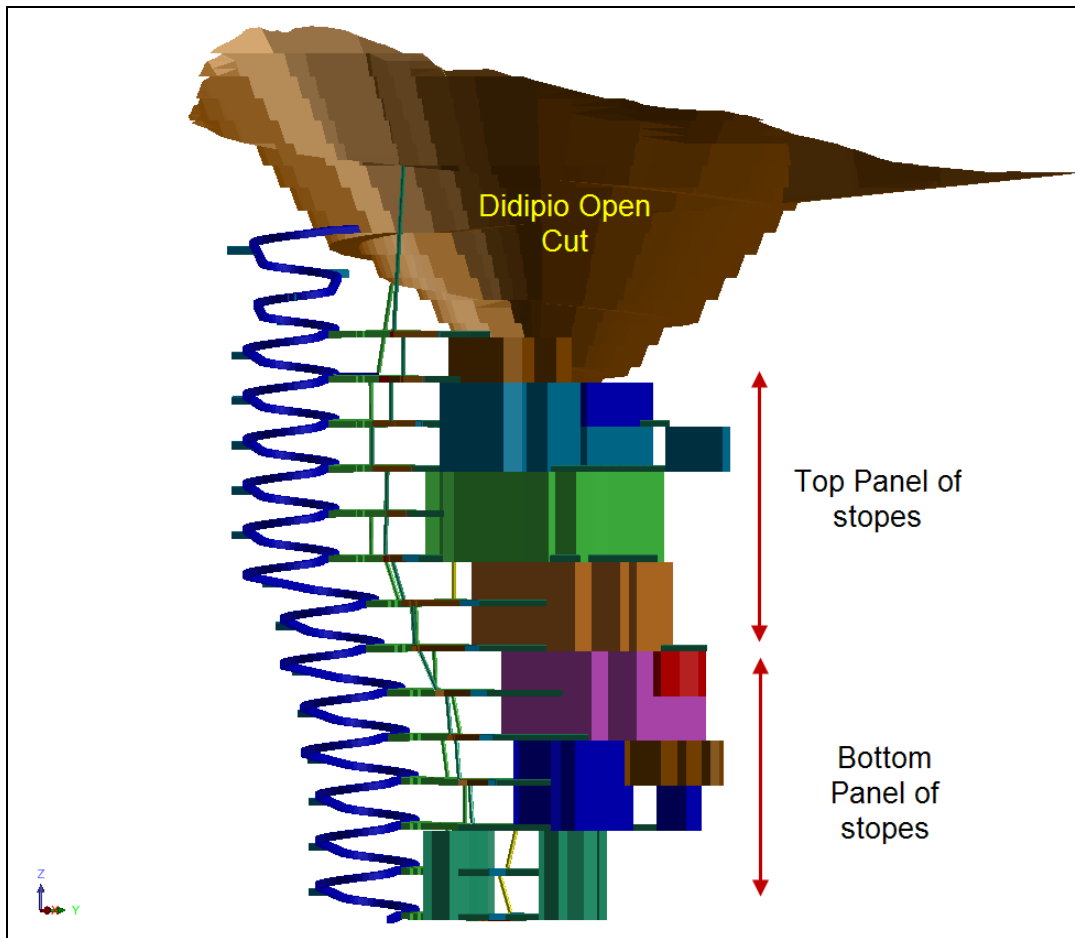 Didipio Open
Cut
Top Panel of
stopes
Bottom
Panel of
stopes
Z
X
Y